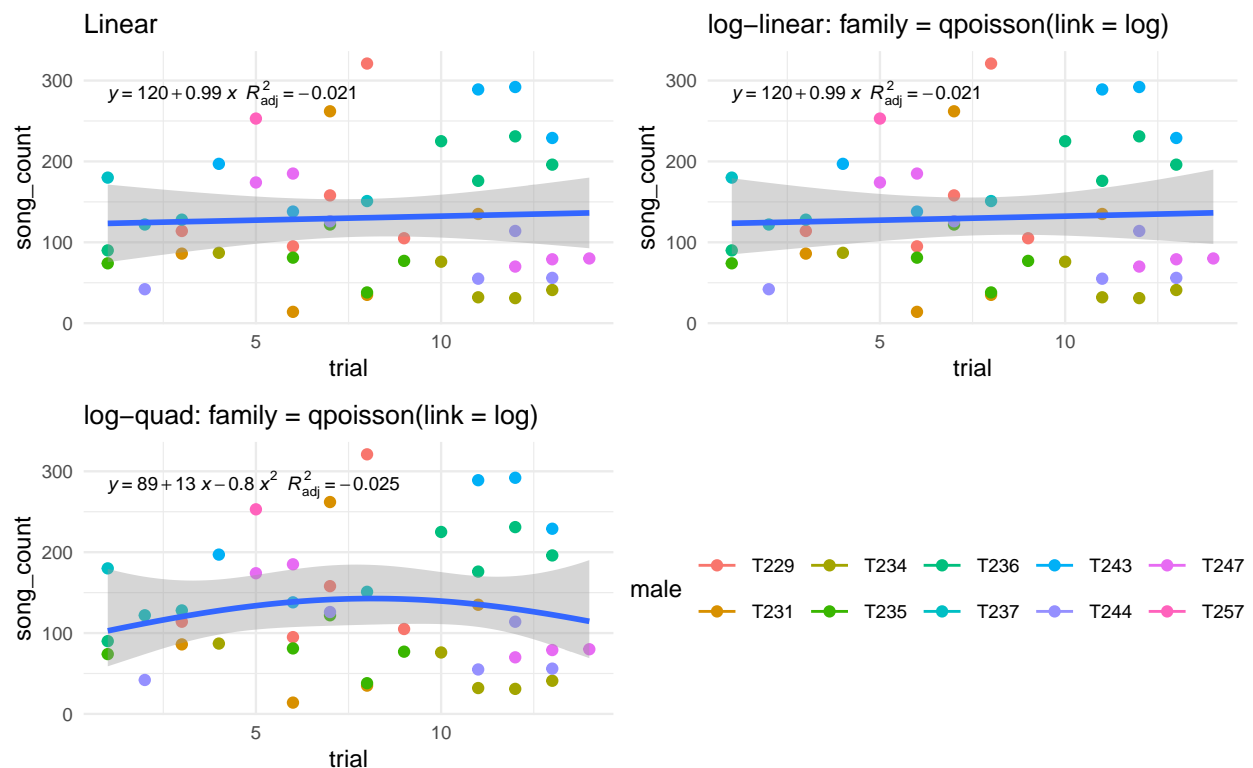 Linear
log−linear: family = qpoisson(link = log)
y = 120 + 0.99 x R²adj = −0.021
y = 120 + 0.99 x R²adj = −0.021
300
200
100
0
song_count
5
10
trial
300
200
100
0
song_count
5
10
trial
log−quad: family = qpoisson(link = log)
y = 89 + 13 x − 0.8 x² R²adj = −0.025
300
200
100
0
song_count
5
10
trial
male
T229 T234 T236 T243 T247
T231 T235 T237 T244 T257